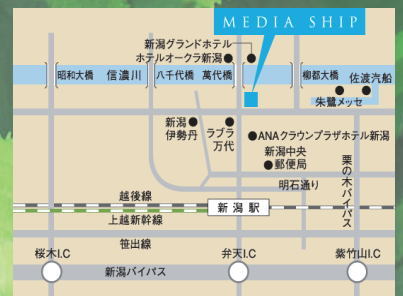 MEDIA SHIP
新潟グランドホテル
ホテルオークラ新潟
昭和大橋
信濃川
八千代橋
萬代橋
柳都大橋
佐渡汽船
朱鷺メッセ
新潟
伊勢丹
ラブラ
万代
ANAクラウンプラザホテル新潟
新潟中央
郵便局
明石通り
栗の木バイパス
越後線
新潟駅
上越新幹線
笹出線
桜木I.C
弁天I.C
紫竹山I.C
新潟バイパス